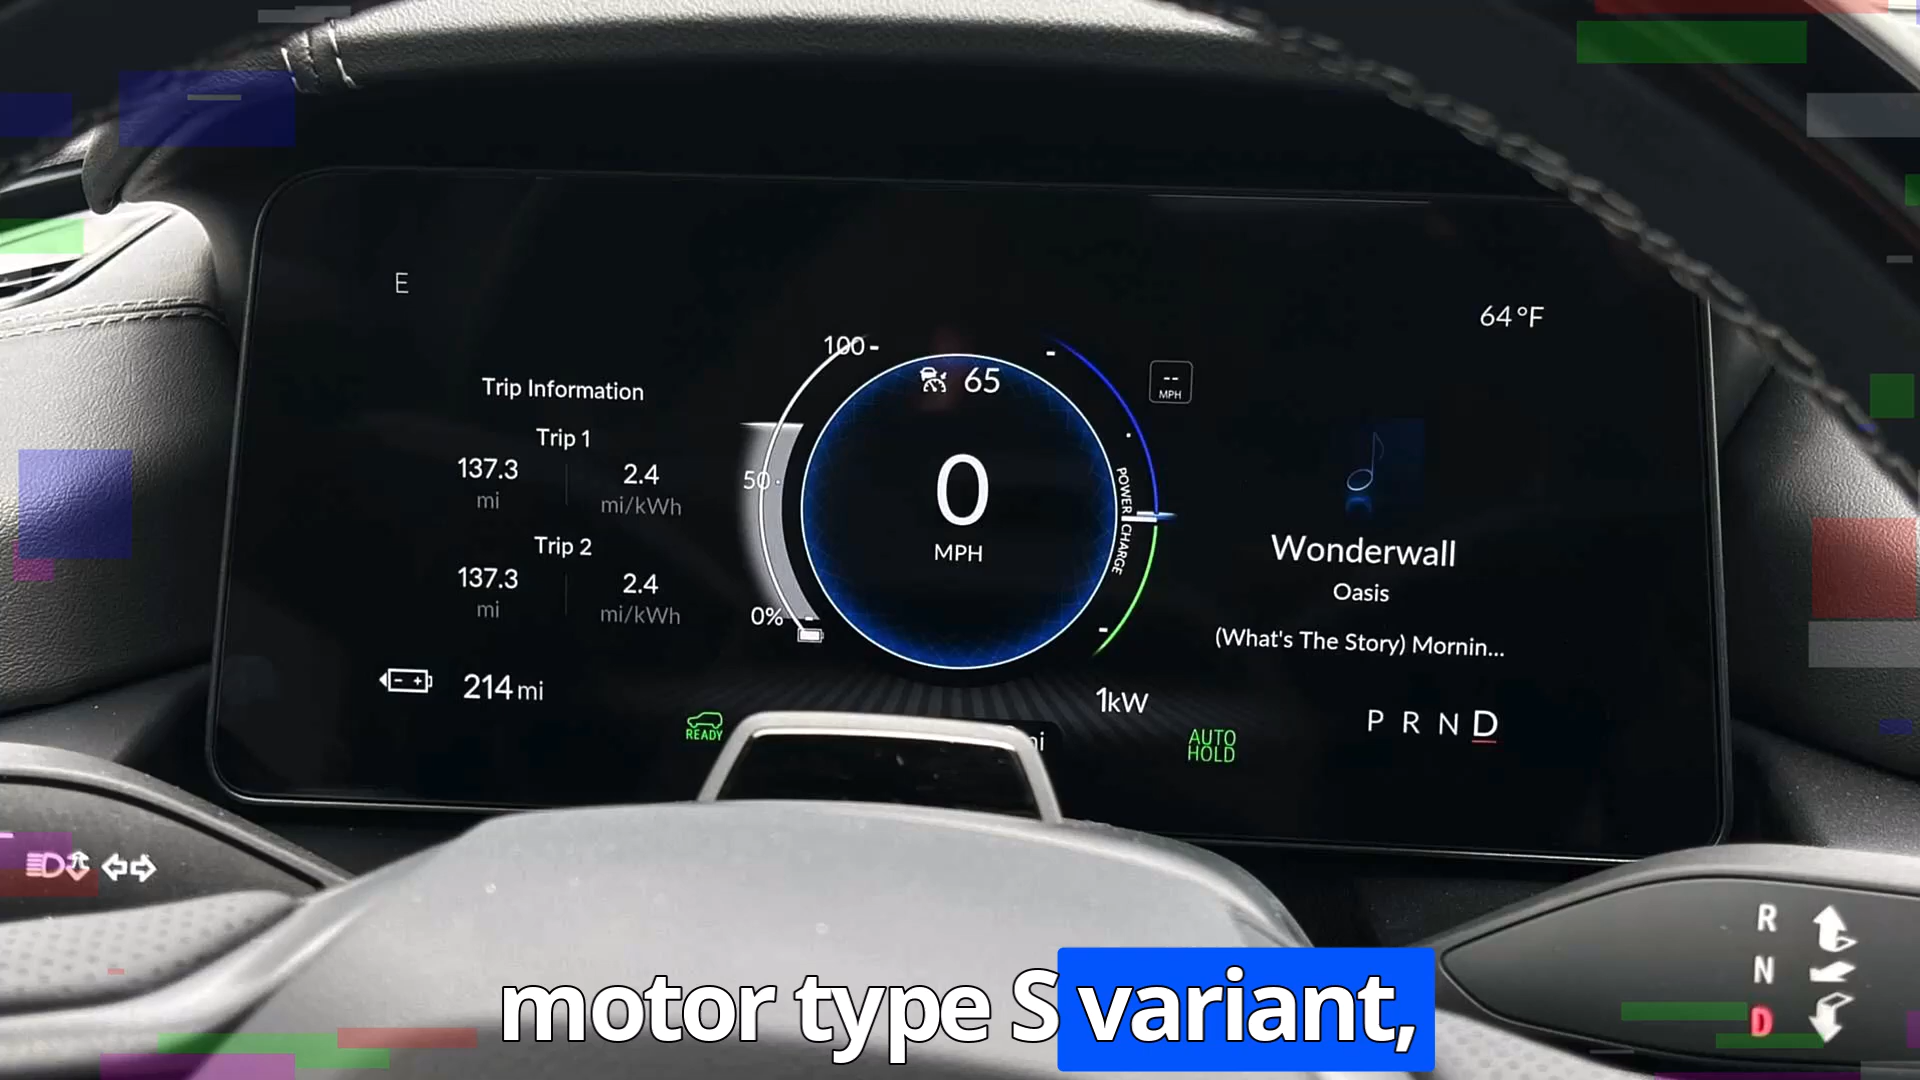 E
64°F
Trip Information
Trip 1
137.3 2.4
mi mi/kWh
Trip 2
137.3 2.4
mi mi/kWh
214 mi
100
50
0%
65
0
MPH
--
MPH
POWER CHARGE
1kW
Wonderwall
Oasis
(What's The Story) Mornin...
READY
mi
AUTO
HOLD
P R N D
R
N
D
motor type S variant,